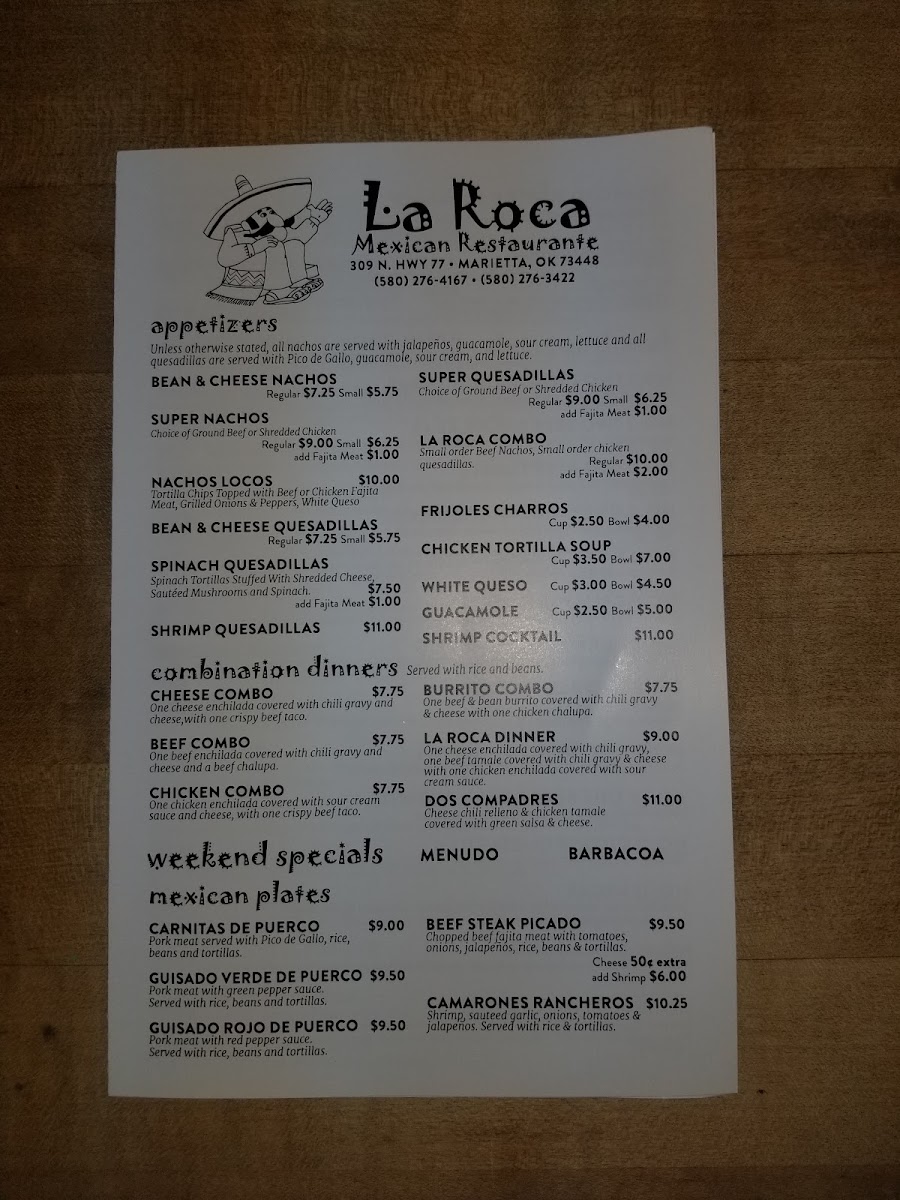 La Roca
Mexican Restaurante
309 N. HWY 77 • MARIETTA, OK 73448
(580) 276-4167 • (580) 276-3422
appetizers
Unless otherwise stated, all nachos are served with jalapeños, guacamole, sour cream, lettuce and all
quesadillas are served with Pico de Gallo, guacamole, sour cream, and lettuce.
BEAN & CHEESE NACHOS
Regular $7.25 Small $5.75
SUPER NACHOS
Choice of Ground Beef or Shredded Chicken
Regular $9.00 Small $6.25
add Fajita Meat $1.00
NACHOS LOCOS $10.00
Tortilla Chips Topped with Beef or Chicken Fajita
Meat, Grilled Onions & Peppers, White Queso
BEAN & CHEESE QUESADILLAS
Regular $7.25 Small $5.75
SPINACH QUESADILLAS
Spinach Tortillas Stuffed With Shredded Cheese,
Sautéed Mushrooms and Spinach. $7.50
add Fajita Meat $1.00
SHRIMP QUESADILLAS $11.00
SUPER QUESADILLAS
Choice of Ground Beef or Shredded Chicken
Regular $9.00 Small $6.25
add Fajita Meat $1.00
LA ROCA COMBO
Small order Beef Nachos, Small order chicken
quesadillas. Regular $10.00
add Fajita Meat $2.00
FRIJOLES CHARROS
Cup $2.50 Bowl $4.00
CHICKEN TORTILLA SOUP
Cup $3.50 Bowl $7.00
WHITE QUESO Cup $3.00 Bowl $4.50
GUACAMOLE Cup $2.50 Bowl $5.00
SHRIMP COCKTAIL $11.00
combination dinners Served with rice and beans.
CHEESE COMBO $7.75
One cheese enchilada covered with chili gravy and
cheese,with one crispy beef taco.
BEEF COMBO $7.75
One beef enchilada covered with chili gravy and
cheese and a beef chalupa.
CHICKEN COMBO $7.75
One chicken enchilada covered with sour cream
sauce and cheese, with one crispy beef taco.
BURRITO COMBO $7.75
One beef & bean burrito covered with chili gravy
& cheese with one chicken chalupa.
LA ROCA DINNER $9.00
One cheese enchilada covered with chili gravy,
one beef tamale covered with chili gravy & cheese
with one chicken enchilada covered with sour
cream sauce.
DOS COMPADRES $11.00
Cheese chili relleno & chicken tamale
covered with green salsa & cheese.
weekend specials MENUDO BARBACOA
mexican plates
CARNITAS DE PUERCO $9.00
Pork meat served with Pico de Gallo, rice,
beans and tortillas.
GUISADO VERDE DE PUERCO $9.50
Pork meat with green pepper sauce.
Served with rice, beans and tortillas.
GUISADO ROJO DE PUERCO $9.50
Pork meat with red pepper sauce.
Served with rice, beans and tortillas.
BEEF STEAK PICADO $9.50
Chopped beef fajita meat with tomatoes,
onions, jalapeños, rice, beans & tortillas.
Cheese 50¢ extra
add Shrimp $6.00
CAMARONES RANCHEROS $10.25
Shrimp, sauteed garlic, onions, tomatoes &
jalapeños. Served with rice & tortillas.